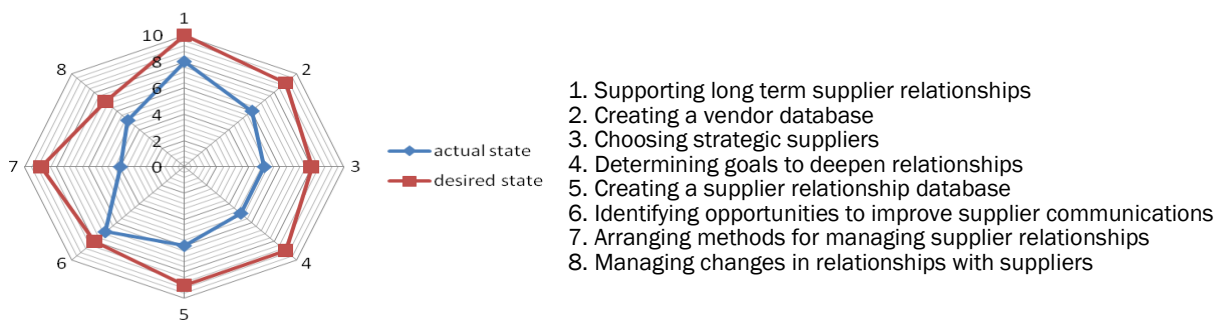 1
10
8
2
8
6
4
2
7
0
3
6
4
5
actual state
desired state
1. Supporting long term supplier relationships
2. Creating a vendor database
3. Choosing strategic suppliers
4. Determining goals to deepen relationships
5. Creating a supplier relationship database
6. Identifying opportunities to improve supplier communications
7. Arranging methods for managing supplier relationships
8. Managing changes in relationships with suppliers